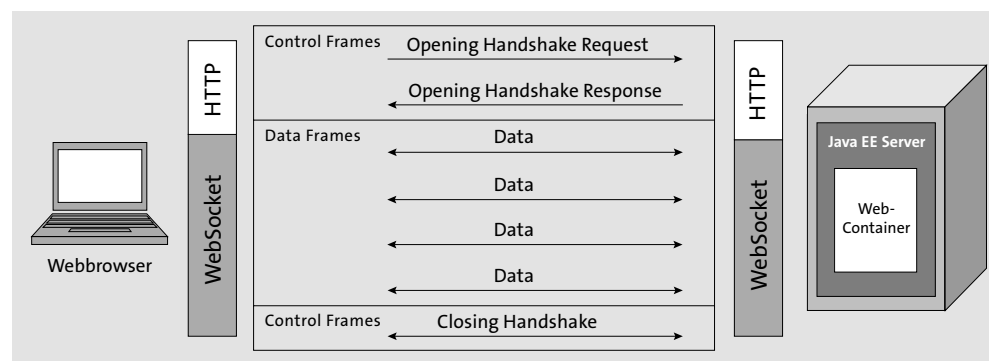 Control Frames
Opening Handshake Request
Opening Handshake Response
HTTP
HTTP
Data Frames
Data
Data
Data
Data
WebSocket
WebSocket
Webbrowser
Java EE Server
Web-
Container
Control Frames
Closing Handshake